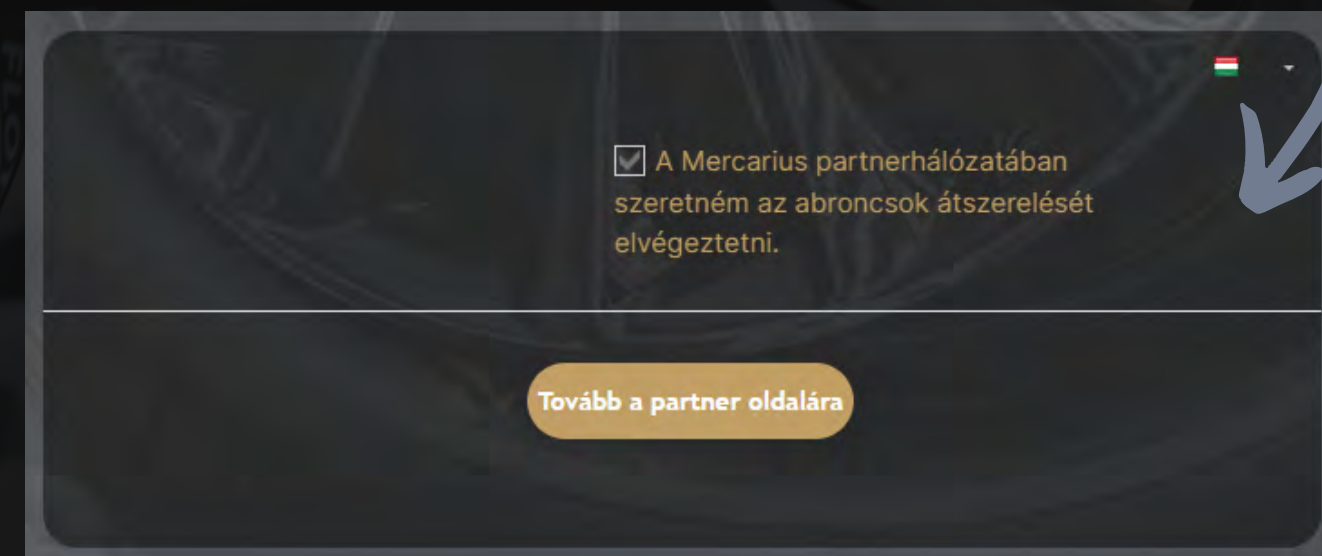 A Mercarius partnerhálózatában
szeretném az abroncsok átszerelését
elvégeztetni.
Tovább a partner oldalára